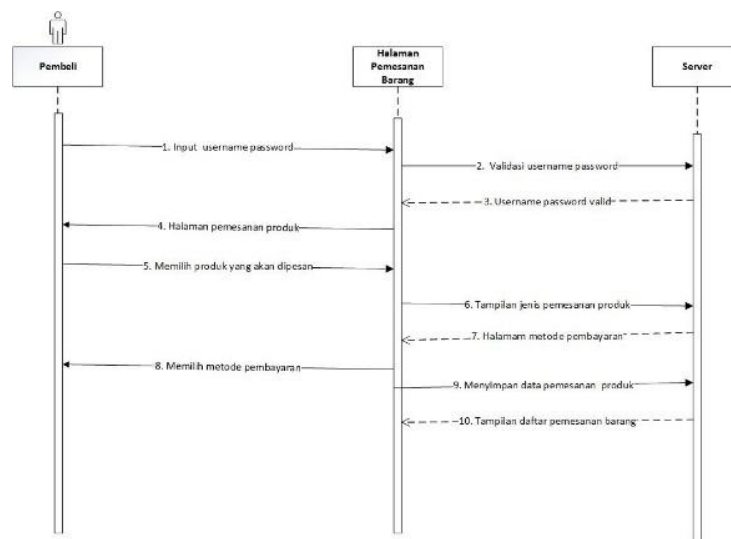 Pembeli
Halaman
Pemesanan
Barang
Server
1. Input username password
2. Validasi username password
3. Username password valid
4. Halaman pemesanan produk
5. Memilih produk yang akan dipesan
6. Tampilan jenis pemesanan produk
7. Halamam metode pembayaran
8. Memilih metode pembayaran
9. Menyimpan data pemesanan produk
10. Tampilan daftar pemesanan barang